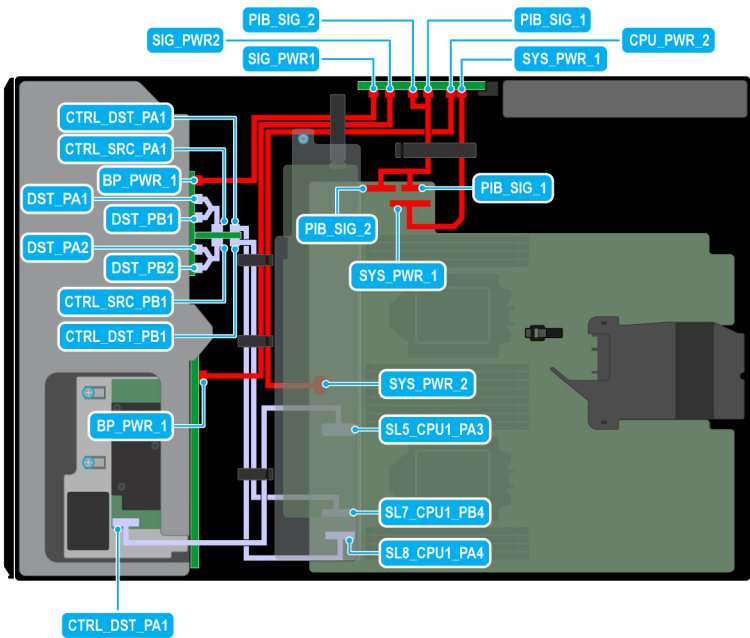 PIB_SIG_2
PIB_SIG_1
SIG_PWR2
CPU_PWR_2
SIG_PWR1
SYS_PWR_1
CTRL_DST_PA1
CTRL_SRC_PA1
BP_PWR_1
DST_PA1
PIB_SIG_1
DST_PB1
PIB_SIG_2
DST_PA2
DST_PB2
SYS_PWR_1
CTRL_SRC_PB1
CTRL_DST_PB1
SYS_PWR_2
BP_PWR_1
SL5_CPU1_PA3
SL7_CPU1_PB4
SL8_CPU1_PA4
CTRL_DST_PA1